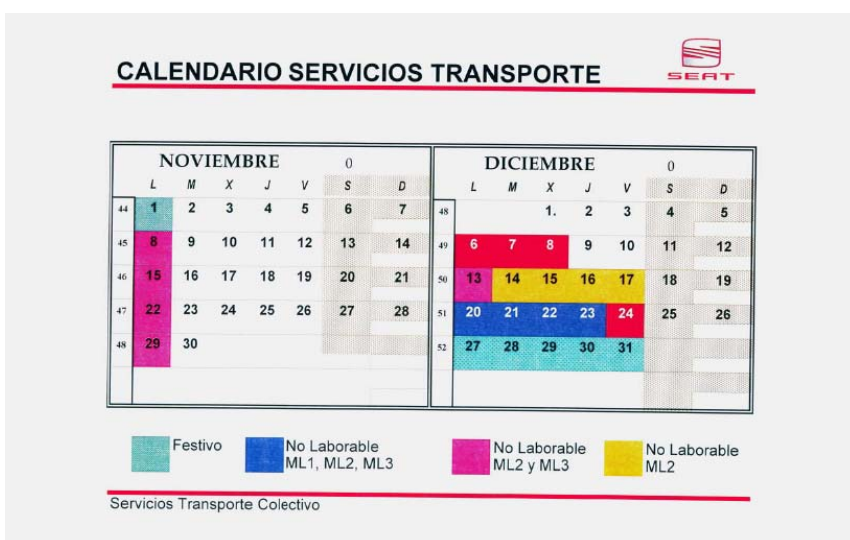 CALENDARIO SERVICIOS TRANSPORTE
SEAT
NOVIEMBRE 0
L M X J V S D
44 1 2 3 4 5 6 7
45 8 9 10 11 12 13 14
46 15 16 17 18 19 20 21
47 22 23 24 25 26 27 28
48 29 30
DICIEMBRE 0
L M X J V S D
48 1. 2 3 4 5
49 6 7 8 9 10 11 12
50 13 14 15 16 17 18 19
51 20 21 22 23 24 25 26
52 27 28 29 30 31
Festivo
No Laborable
ML1, ML2, ML3
No Laborable
ML2 y ML3
No Laborable
ML2
Servicios Transporte Colectivo